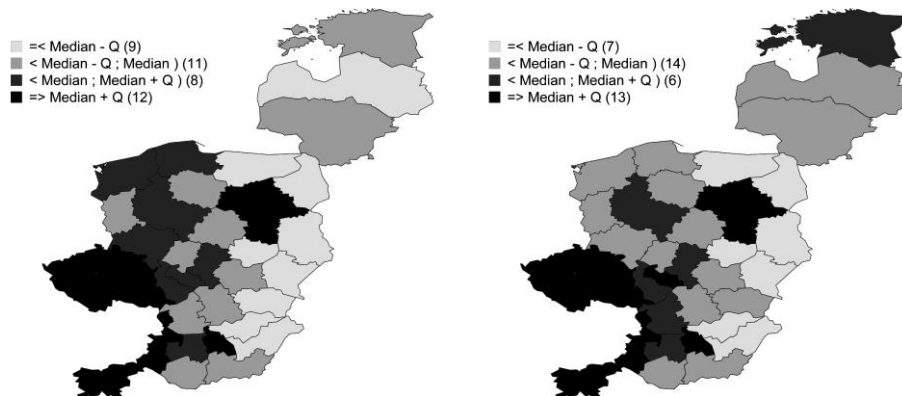 =< Median - Q (9)
< Median - Q ; Median ) (11)
< Median ; Median + Q ) (8)
=> Median + Q (12)
=< Median - Q (7)
< Median - Q ; Median ) (14)
< Median ; Median + Q ) (6)
=> Median + Q (13)